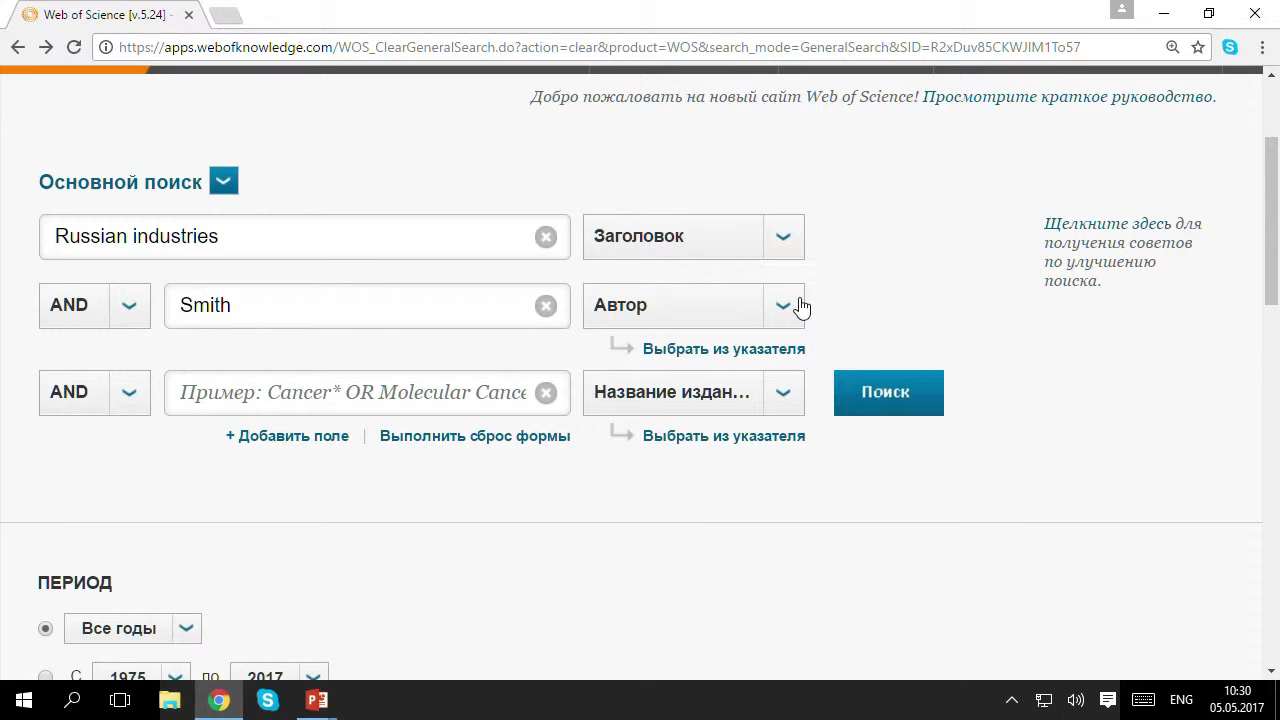 Web of Science [v.5.24] -
https://apps.webofknowledge.com/WOS_ClearGeneralSearch.do?action=clear&product=WOS&search_mode=GeneralSearch&SID=R2xDuv85CKWJIM1To57
Добро пожаловать на новый сайт Web of Science! Просмотрите краткое руководство.
Основной поиск
Russian industries
Заголовок
Щелкните здесь для
получения советов
по улучшению
поиска.
AND
Smith
Автор
Выбрать из указателя
AND
Пример: Cancer* OR Molecular Cance
Название издан...
Поиск
+ Добавить поле | Выполнить сброс формы
Выбрать из указателя
ПЕРИОД
Все годы
С 1975 по 2017
ENG
10:30
05.05.2017